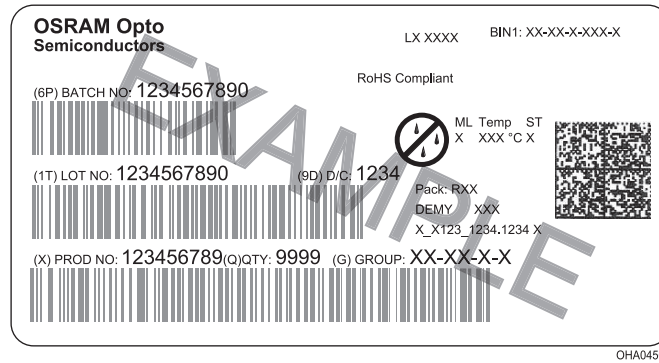 OSRAM Opto
Semiconductors
LX XXXX
BIN1: XX-XX-X-XXX-X
RoHS Compliant
(6P) BATCH NO: 1234567890
ML Temp ST
X XXX °C X
(1T) LOT NO: 1234567890
(9D) D/C: 1234
Pack: RXX
DEMY XXX
X_X123_1234.1234 X
(X) PROD NO: 123456789(Q)QTY: 9999 (G) GROUP: XX-XX-X-X
EXAMPLE